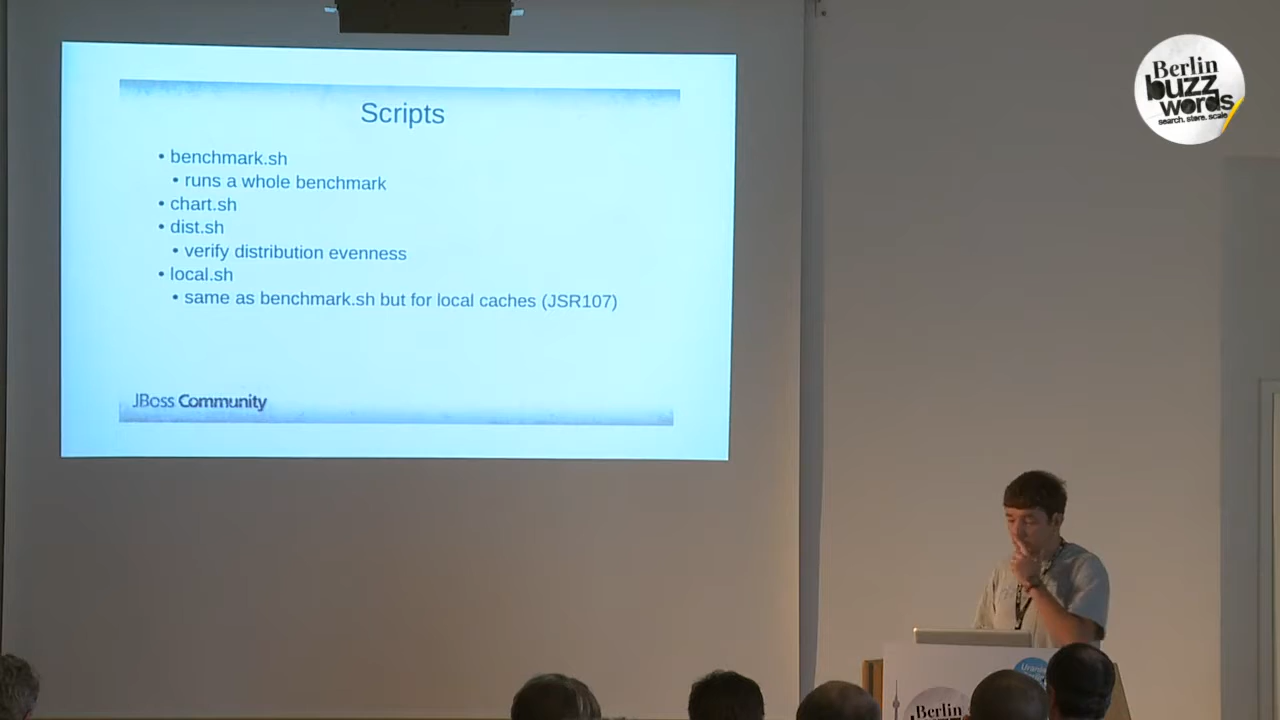 Scripts
• benchmark.sh
• runs a whole benchmark
• chart.sh
• dist.sh
• verify distribution evenness
• local.sh
• same as benchmark.sh but for local caches (JSR107)
JBoss Community
Berlin
buzz
words
search. store. scale
Berlin